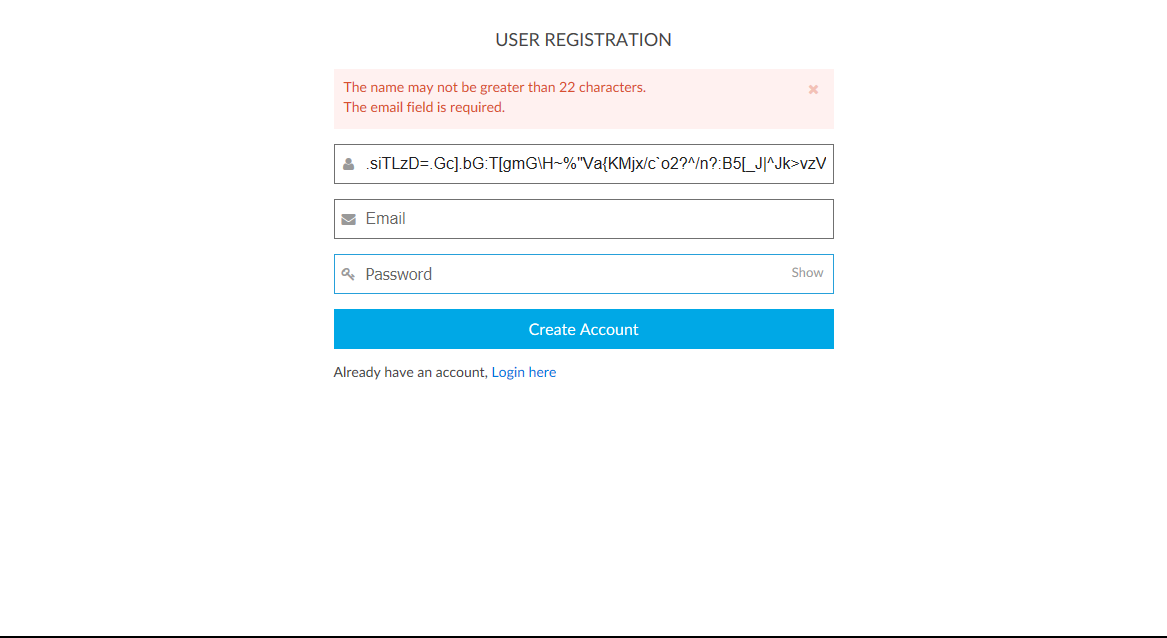 USER REGISTRATION
The name may not be greater than 22 characters.
The email field is required.
.siTLzD=.Gc].bG:T[gmG\H~%"Va{KMjx/c`o2?^/n?:B5[_J|^Jk>vzV
Email
Password Show
Create Account
Already have an account, Login here